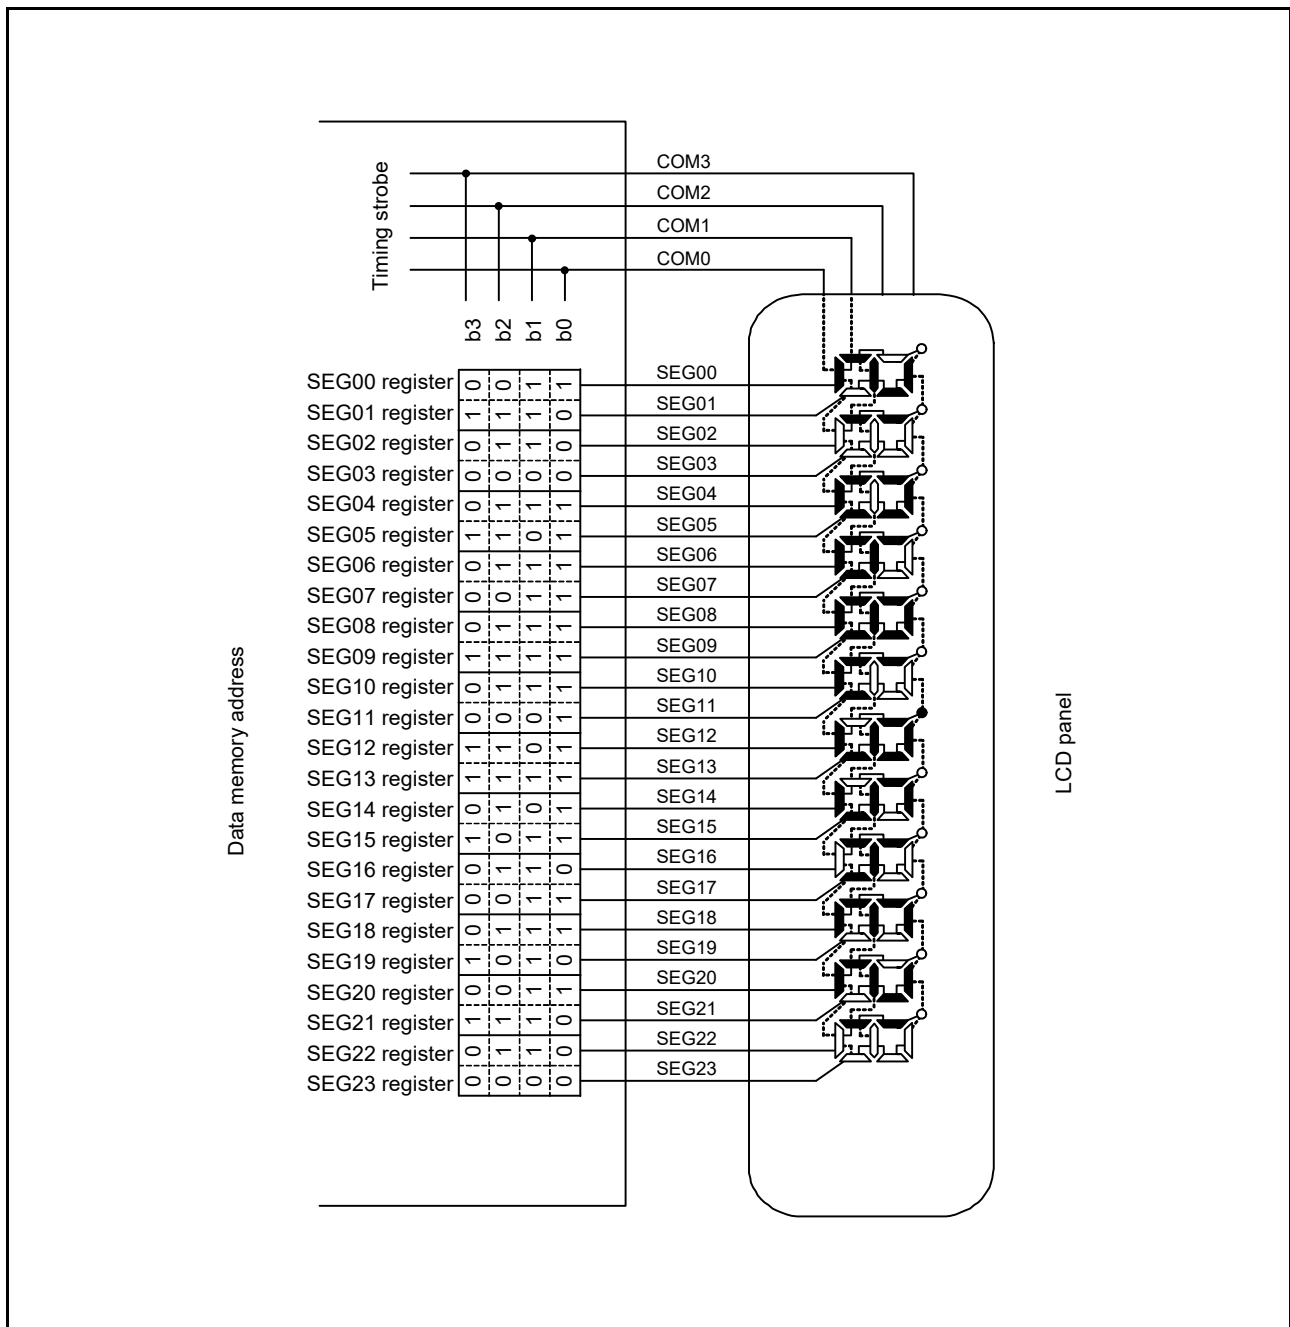 Timing strobe
COM3
COM2
COM1
COM0
b3 b2 b1 b0
Data memory address
LCD panel
SEG00 register 0 0 1 1 SEG00
SEG01 register 1 1 1 0 SEG01
SEG02 register 0 1 1 0 SEG02
SEG03 register 0 0 0 0 SEG03
SEG04 register 0 1 1 1 SEG04
SEG05 register 1 1 0 1 SEG05
SEG06 register 0 1 1 1 SEG06
SEG07 register 0 0 1 1 SEG07
SEG08 register 0 1 1 1 SEG08
SEG09 register 1 1 1 1 SEG09
SEG10 register 0 1 1 1 SEG10
SEG11 register 0 0 0 1 SEG11
SEG12 register 1 1 0 1 SEG12
SEG13 register 1 1 1 1 SEG13
SEG14 register 0 1 0 1 SEG14
SEG15 register 1 0 1 1 SEG15
SEG16 register 0 1 1 0 SEG16
SEG17 register 0 0 1 1 SEG17
SEG18 register 0 1 1 1 SEG18
SEG19 register 1 0 1 0 SEG19
SEG20 register 0 0 1 1 SEG20
SEG21 register 1 1 1 0 SEG21
SEG22 register 0 1 1 0 SEG22
SEG23 register 0 0 0 0 SEG23